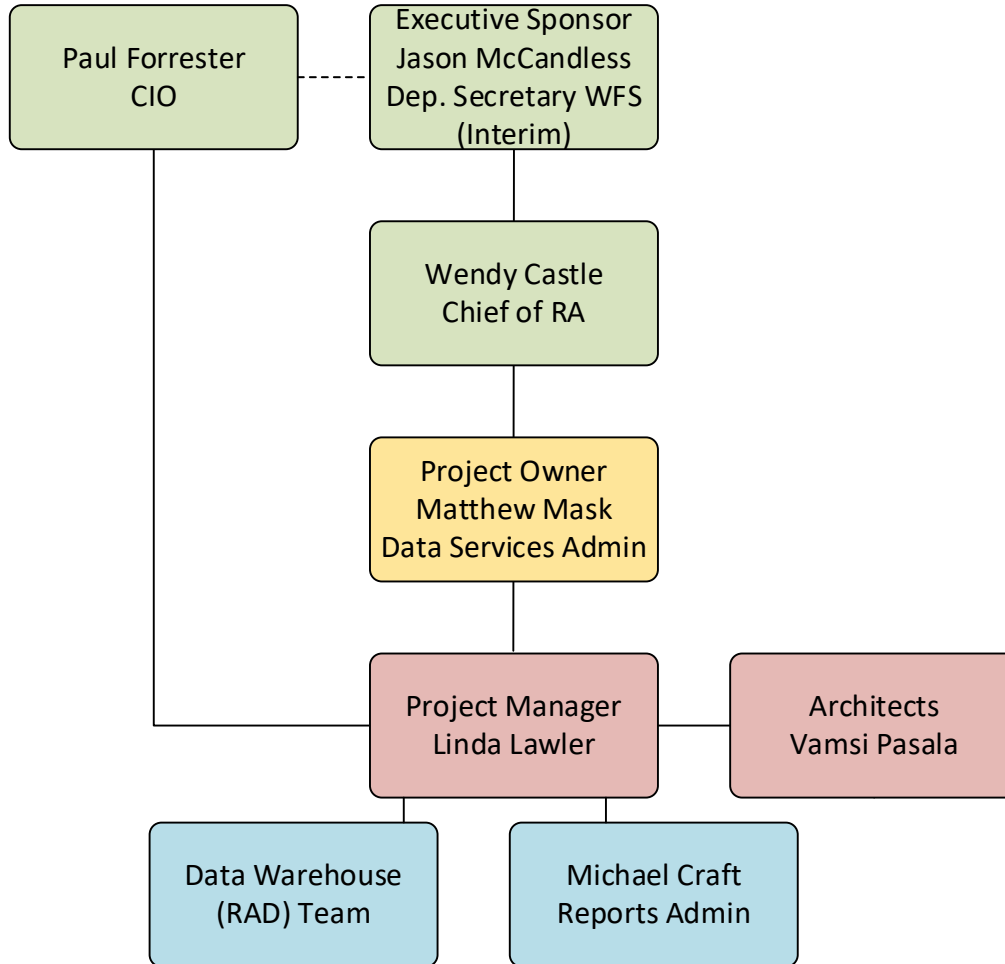 Paul Forrester
CIO
Executive Sponsor
Jason McCandless
Dep. Secretary WFS
(Interim)
Wendy Castle
Chief of RA
Project Owner
Matthew Mask
Data Services Admin
Project Manager
Linda Lawler
Architects
Vamsi Pasala
Data Warehouse
(RAD) Team
Michael Craft
Reports Admin